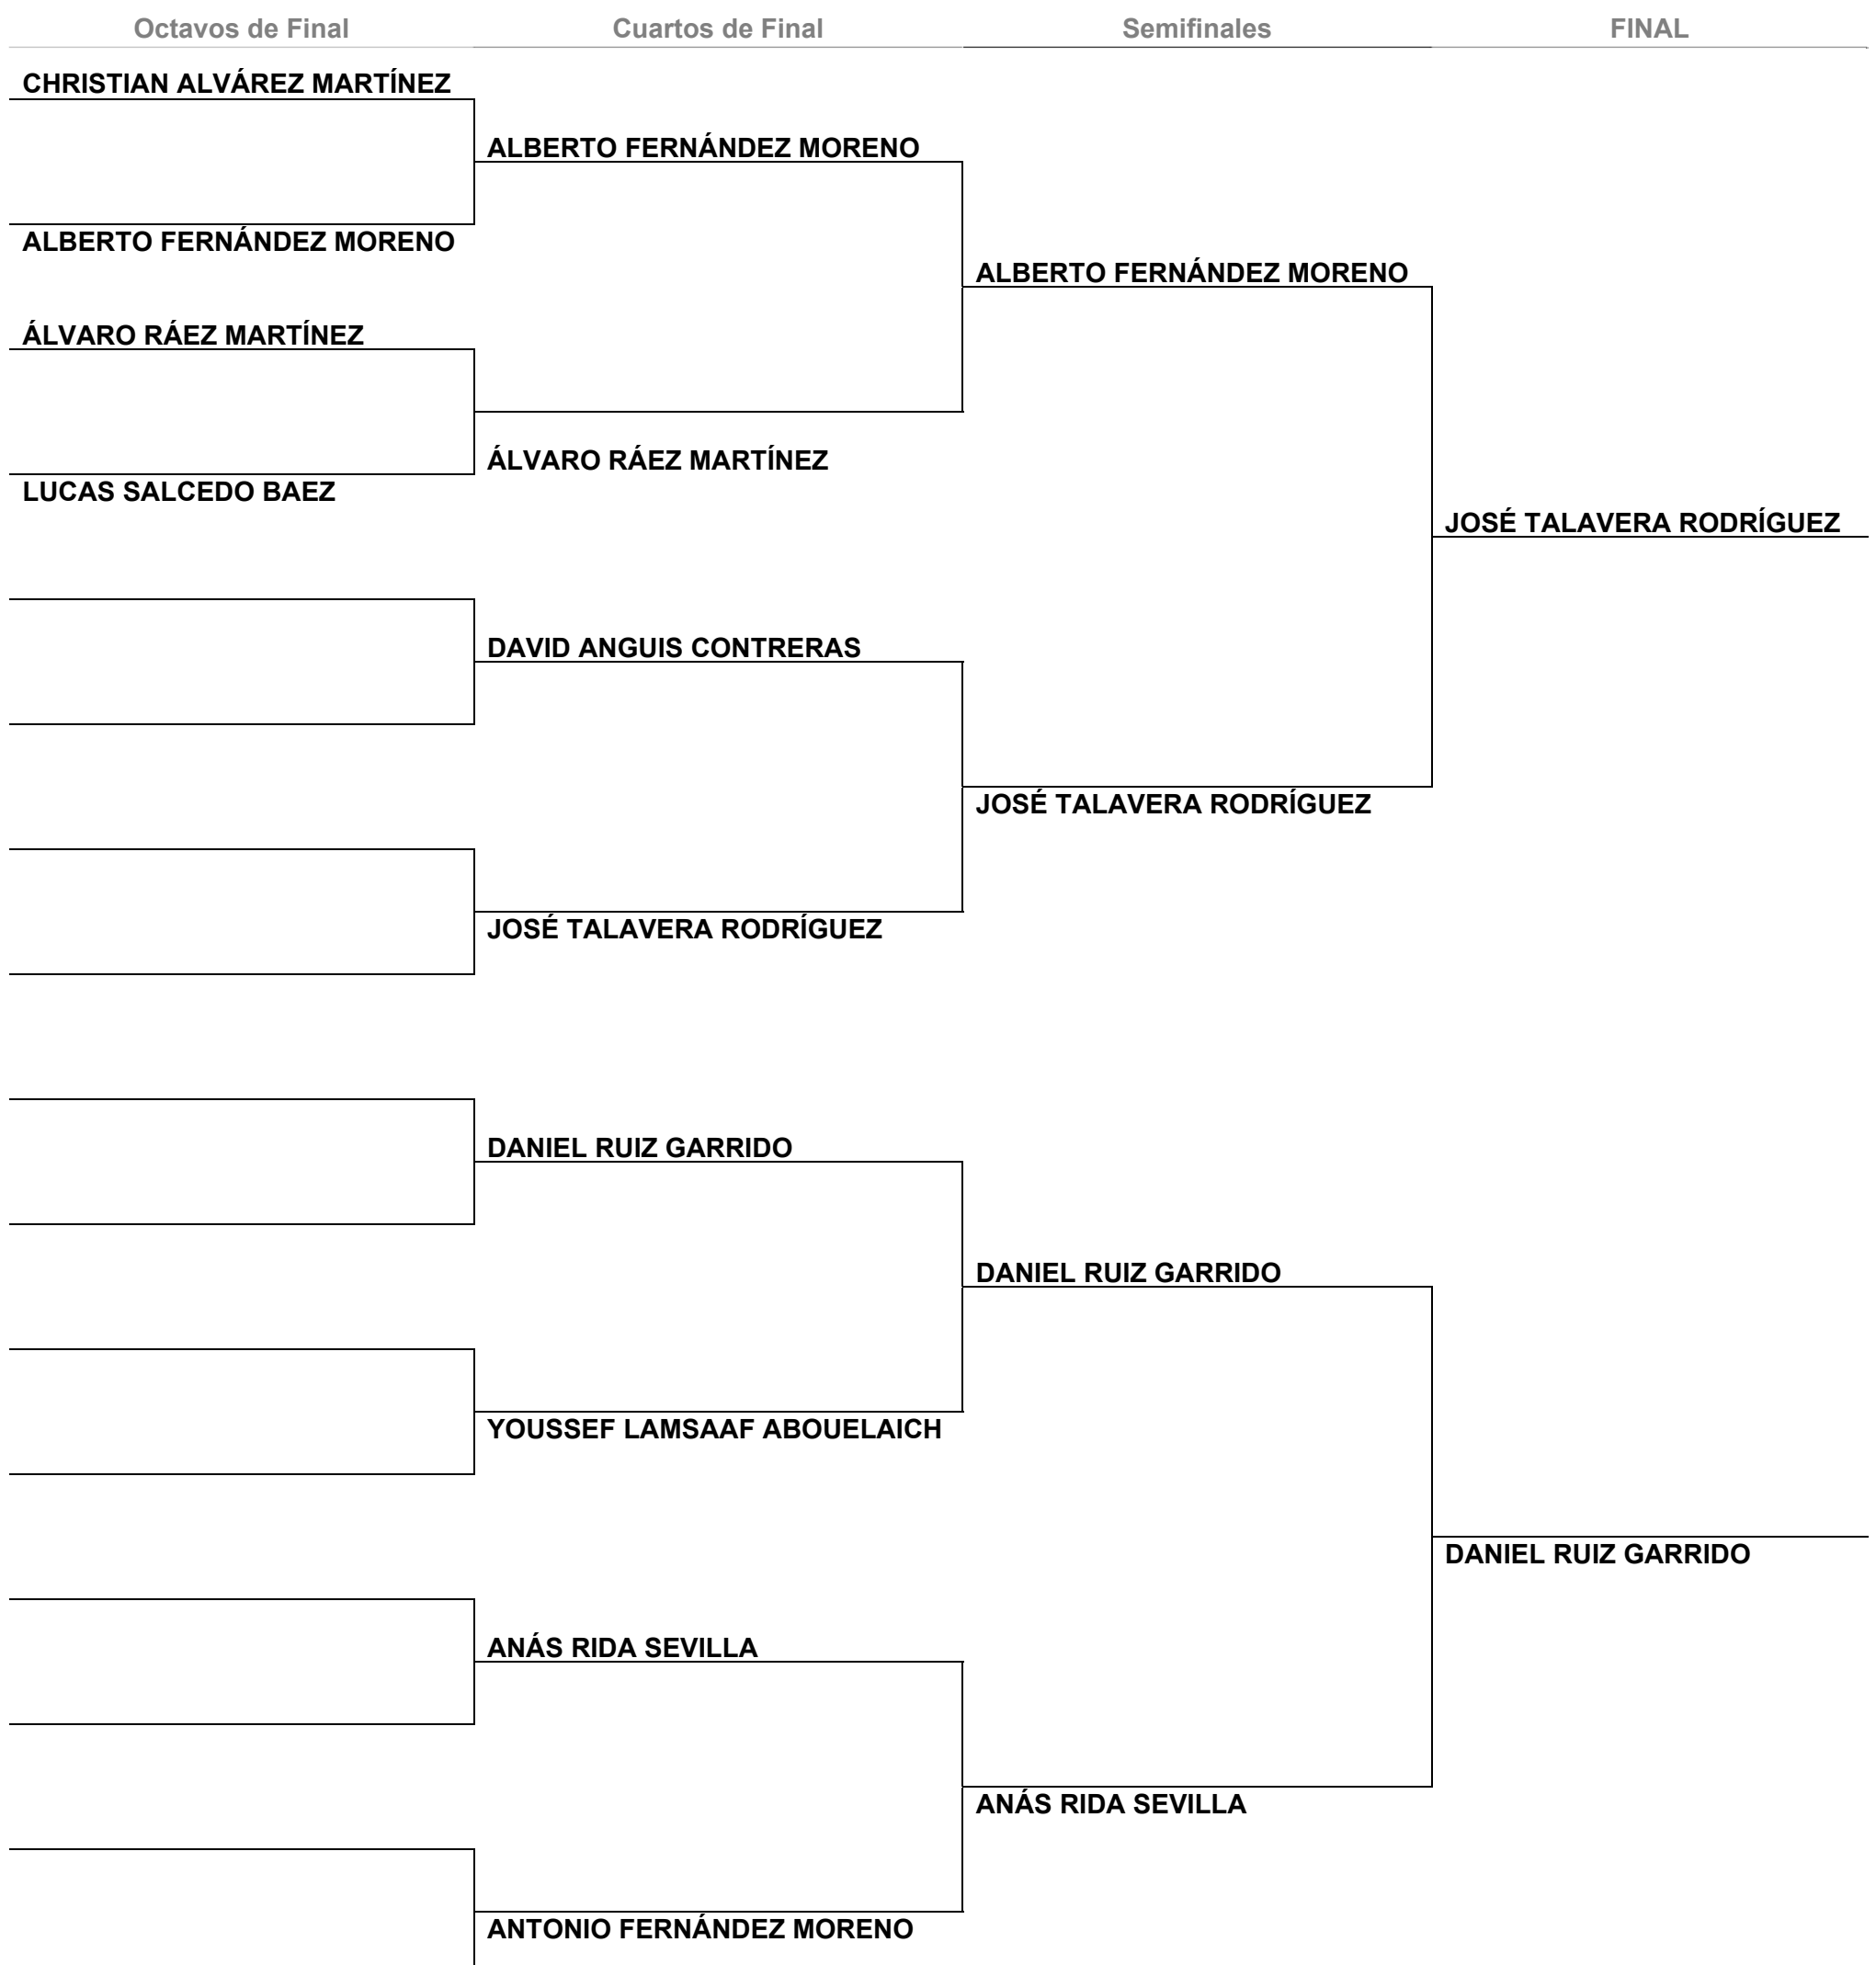 Octavos de Final
Cuartos de Final
Semifinales
FINAL
CHRISTIAN ALVÁREZ MARTÍNEZ
ALBERTO FERNÁNDEZ MORENO
ALBERTO FERNÁNDEZ MORENO
ALBERTO FERNÁNDEZ MORENO
ÁLVARO RÁEZ MARTÍNEZ
ÁLVARO RÁEZ MARTÍNEZ
LUCAS SALCEDO BAEZ
JOSÉ TALAVERA RODRÍGUEZ
DAVID ANGUIS CONTRERAS
JOSÉ TALAVERA RODRÍGUEZ
JOSÉ TALAVERA RODRÍGUEZ
DANIEL RUIZ GARRIDO
DANIEL RUIZ GARRIDO
YOUSSEF LAMSAAF ABOUELAICH
DANIEL RUIZ GARRIDO
ANÁS RIDA SEVILLA
ANÁS RIDA SEVILLA
ANTONIO FERNÁNDEZ MORENO